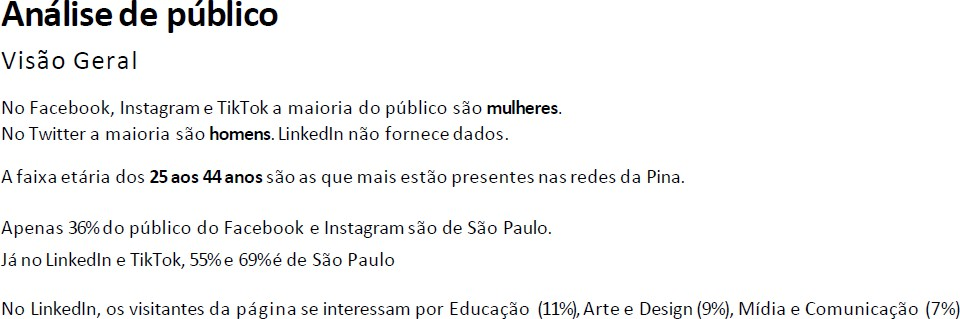 Análise de público
Visão Geral
No Facebook, Instagram e TikTok a maioria do público são mulheres.
No Twitter a maioria são homens. LinkedIn não fornece dados.
A faixa etária dos 25 aos 44 anos são as que mais estão presentes nas redes da Pina.
Apenas 36% do público do Facebook e Instagram são de São Paulo.
Já no LinkedIn e TikTok, 55% e 69% é de São Paulo
No LinkedIn, os visitantes da página se interessam por Educação (11%), Arte e Design (9%), Mídia e Comunicação (7%)